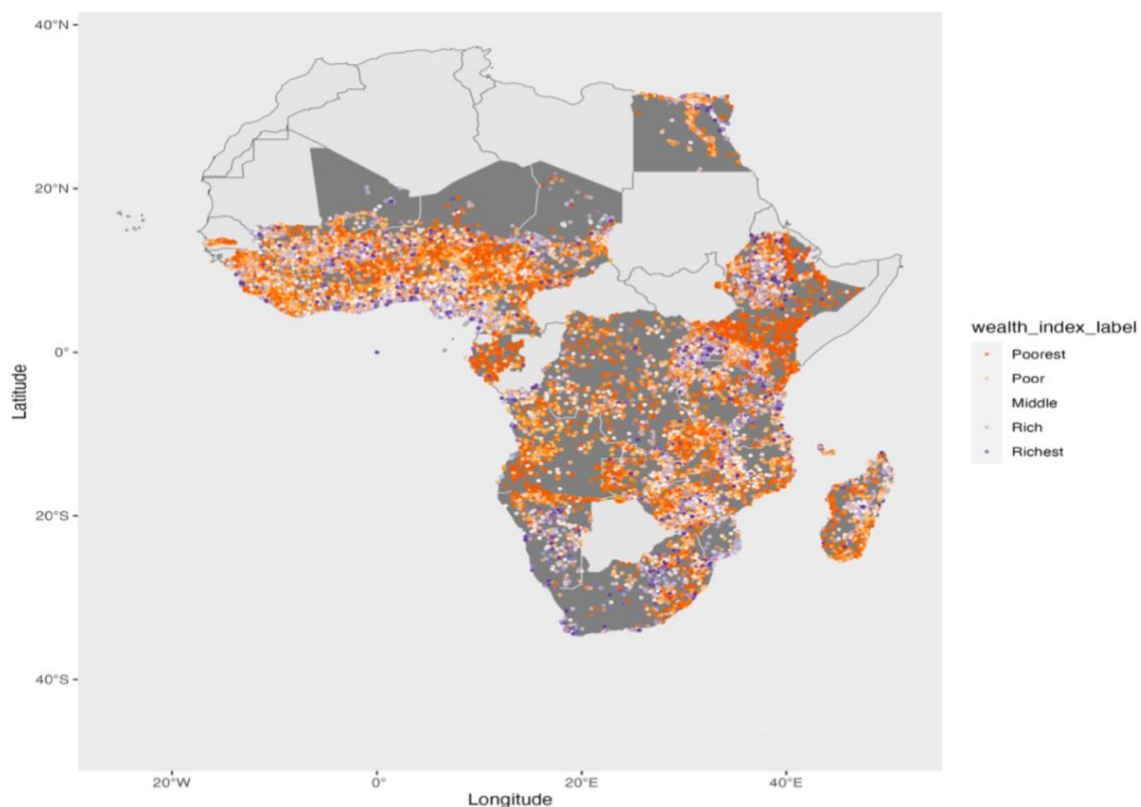 40°N
20°N
0°
20°S
40°S
Latitude
20°W
0°
20°E
40°E
Longitude
wealth_index_label
Poorest
Poor
Middle
Rich
Richest